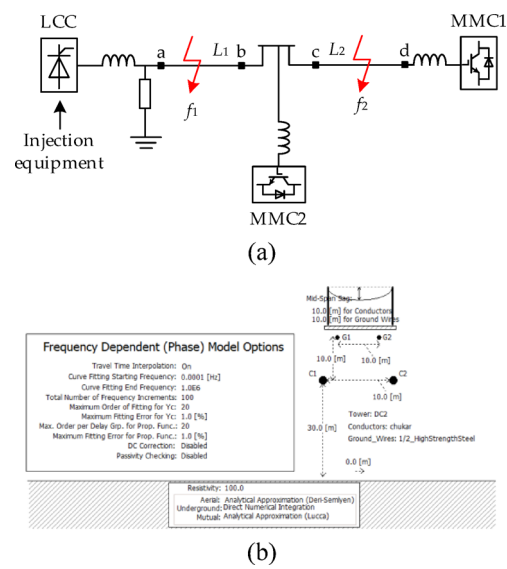 LCC
MMC1
a
L1
b
c
L2
d
f1
f2
Injection
equipment
MMC2
(a)
Mid-Span Sag:
10.0 [m] for Conductors
10.0 [m] for Ground Wires
G1
G2
10.0 [m]
10.0 [m]
C1
C2
10.0 [m]
Tower: DC2
Conductors: chukar
Ground_Wires: 1/2_HighStrengthSteel
30.0 [m]
0.0 [m]
Frequency Dependent (Phase) Model Options
Travel Time Interpolation: On
Curve Fitting Starting Frequency: 0.0001 [Hz]
Curve Fitting End Frequency: 1.0E6
Total Number of Frequency Increments: 100
Maximum Order of Fitting for Yc: 20
Maximum Fitting Error for Yc: 1.0 [%]
Max. Order per Delay Grp. for Prop. Func.: 20
Maximum Fitting Error for Prop. Func.: 1.0 [%]
DC Correction: Disabled
Passivity Checking: Disabled
Resistivity: 100.0
Aerial: Analytical Approximation (Deri-Semlyen)
Underground: Direct Numerical Integration
Mutual: Analytical Approximation (Lucca)
(b)